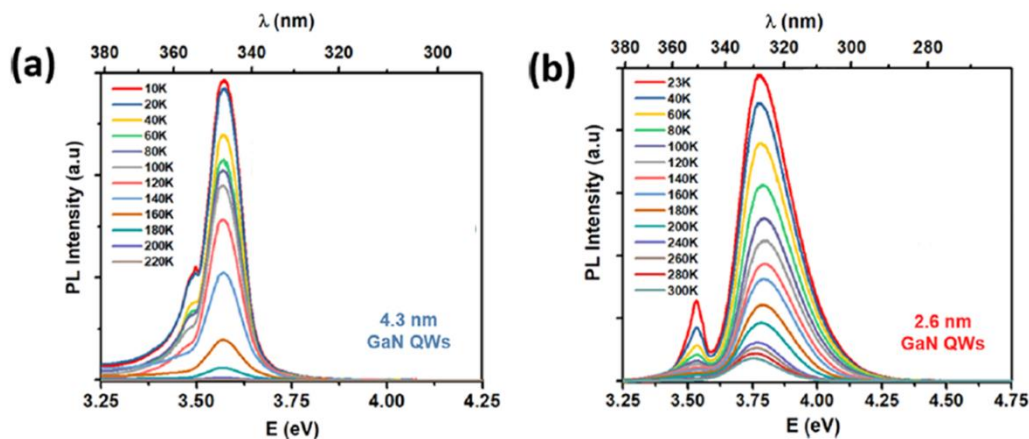 (a)
λ (nm)
380 360 340 320 300
10K
20K
40K
60K
80K
100K
120K
140K
160K
180K
200K
220K
4.3 nm
GaN QWs
PL Intensity (a.u)
3.25 3.50 3.75 4.00 4.25
E (eV)
(b)
λ (nm)
380 360 340 320 300 280
23K
40K
60K
80K
100K
120K
140K
160K
180K
200K
240K
260K
280K
300K
2.6 nm
GaN QWs
PL Intensity (a.u)
3.25 3.50 3.75 4.00 4.25 4.50 4.75
E (eV)